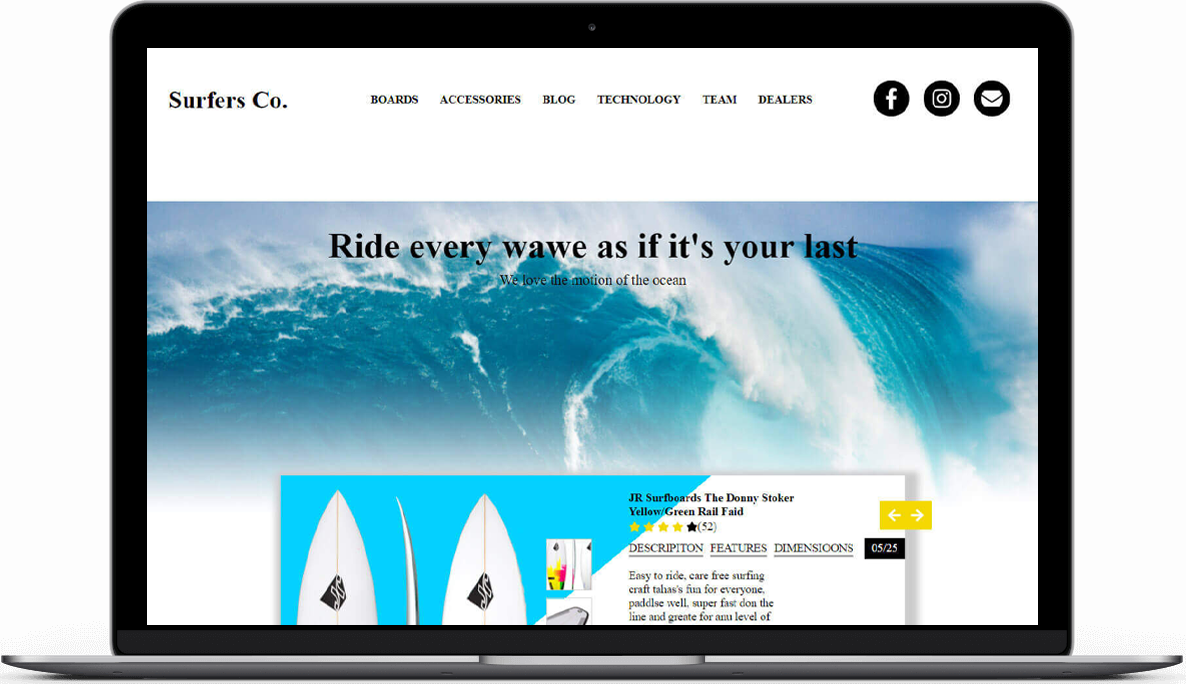 Surfers Co.
BOARDS ACCESSORIES BLOG TECHNOLOGY TEAM DEALERS
Ride every wawe as if it's your last
We love the motion of the ocean
JR Surfboards The Donny Stoker
Yellow/Green Rail Faid
(52)
DESCRIPITON FEATURES DIMENSIOONS 05/25
Easy to ride, care free surfing
craft tahas's fun for everyone,
paddlse well, super fast don the
line and greate for anu level of